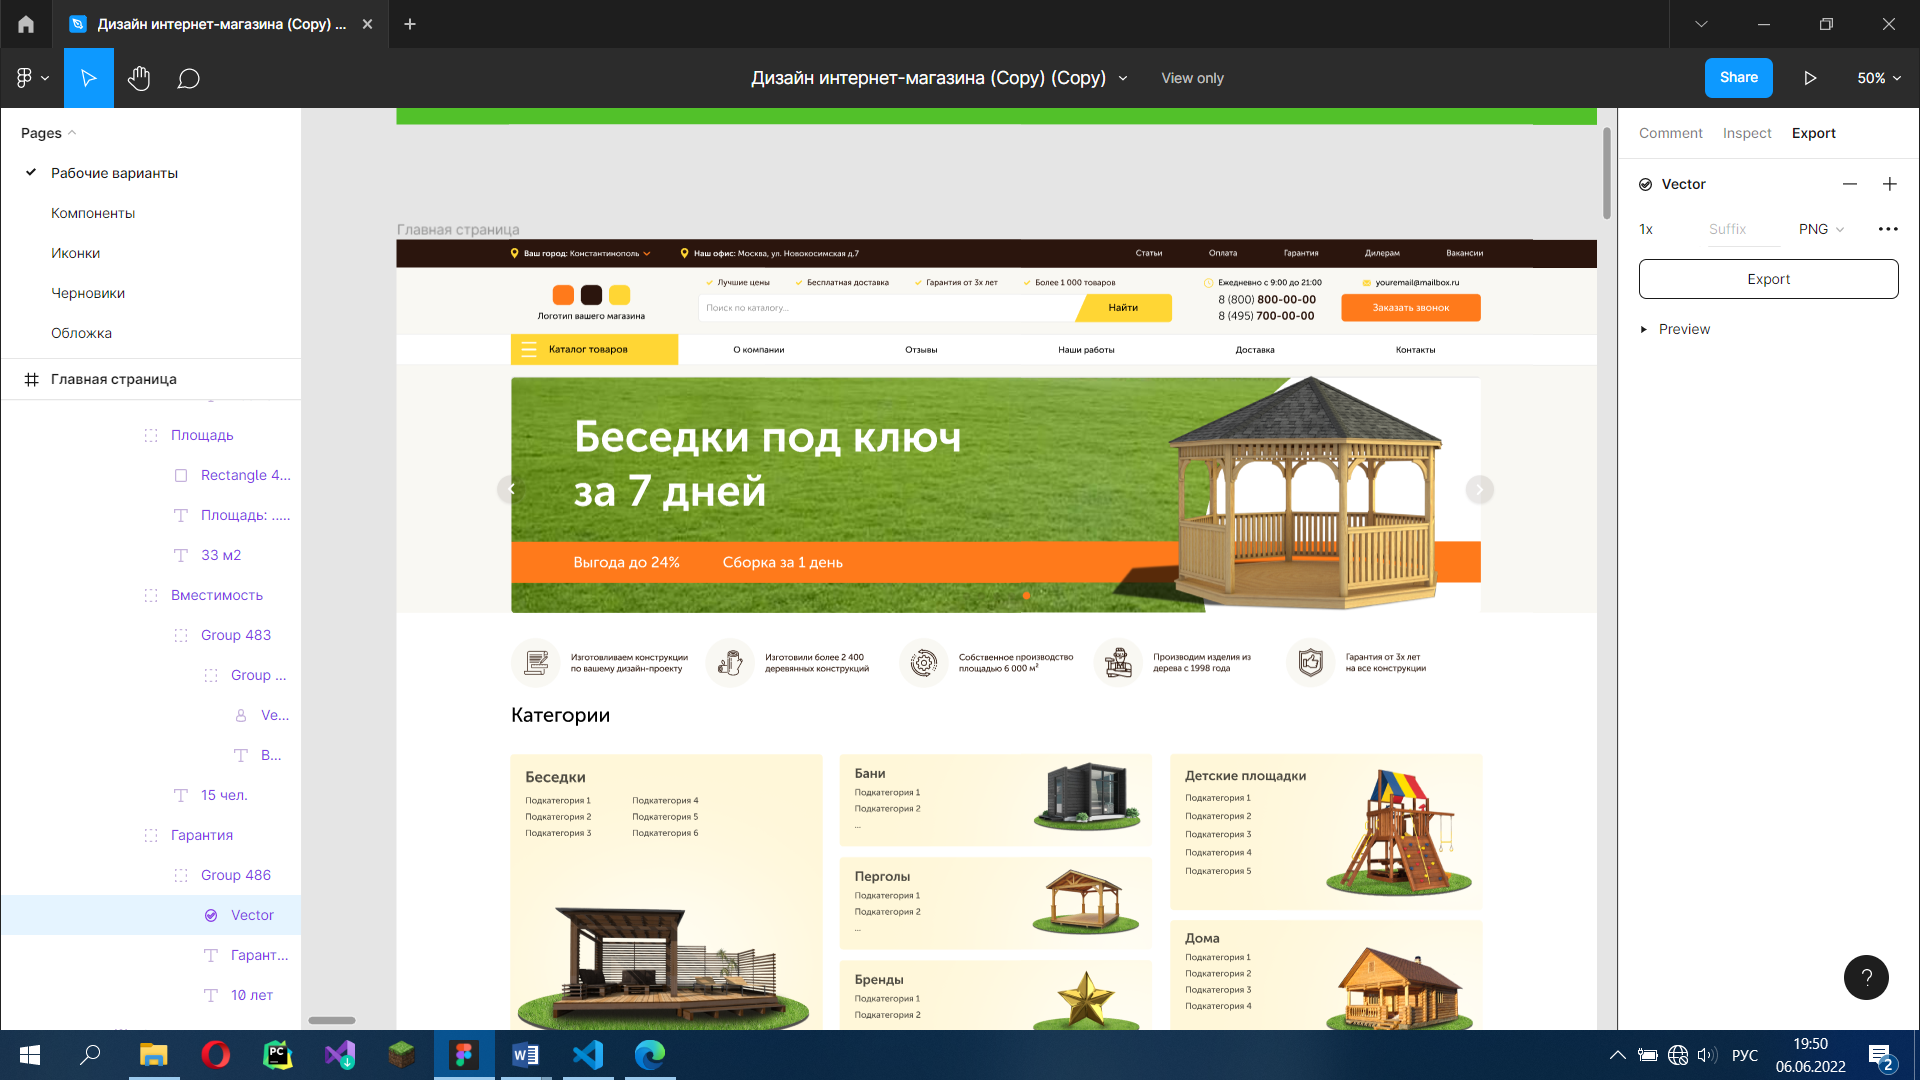 Дизайн интернет-магазина (Copy) ...
Дизайн интернет-магазина (Copy) (Copy)
View only
Share
50%
Pages
Рабочие варианты
Компоненты
Иконки
Черновики
Обложка
Главная страница
Площадь
Rectangle 4...
Площадь: .....
33 м2
Вместимость
Group 483
Group ...
Ve...
В...
15 чел.
Гарантия
Group 486
Vector
Гарант...
10 лет
Главная страница
Ваш город: Константинополь
Наш офис: Москва, ул. Новокосимская д.7
Статьи
Оплата
Гарантия
Дилерам
Вакансии
Логотип вашего магазина
Лучшие цены
Бесплатная доставка
Гарантия от 3х лет
Более 1 000 товаров
Поиск по каталогу...
Найти
Ежедневно с 9:00 до 21:00
8 (800) 800-00-00
8 (495) 700-00-00
youremail@mailbox.ru
Заказать звонок
Каталог товаров
О компании
Отзывы
Наши работы
Доставка
Контакты
Беседки под ключ
за 7 дней
Выгода до 24%
Сборка за 1 день
Изготовливаем конструкции
по вашему дизайн-проекту
Изготовили более 2 400
деревянных конструкций
Собственное производство
площадью 6 000 м²
Производим изделия из
дерева с 1998 года
Гарантия от 3х лет
на все конструкции
Категории
Беседки
Подкатегория 1
Подкатегория 2
Подкатегория 3
Подкатегория 4
Подкатегория 5
Подкатегория 6
Бани
Подкатегория 1
Подкатегория 2
...
Перголы
Подкатегория 1
Подкатегория 2
...
Бренды
Подкатегория 1
Подкатегория 2
Детские площадки
Подкатегория 1
Подкатегория 2
Подкатегория 3
Подкатегория 4
Подкатегория 5
Дома
Подкатегория 1
Подкатегория 2
Подкатегория 3
Подкатегория 4
Comment
Inspect
Export
Vector
1x
Suffix
PNG
Export
Preview
?
PC
W
РУС
19:50
06.06.2022
2